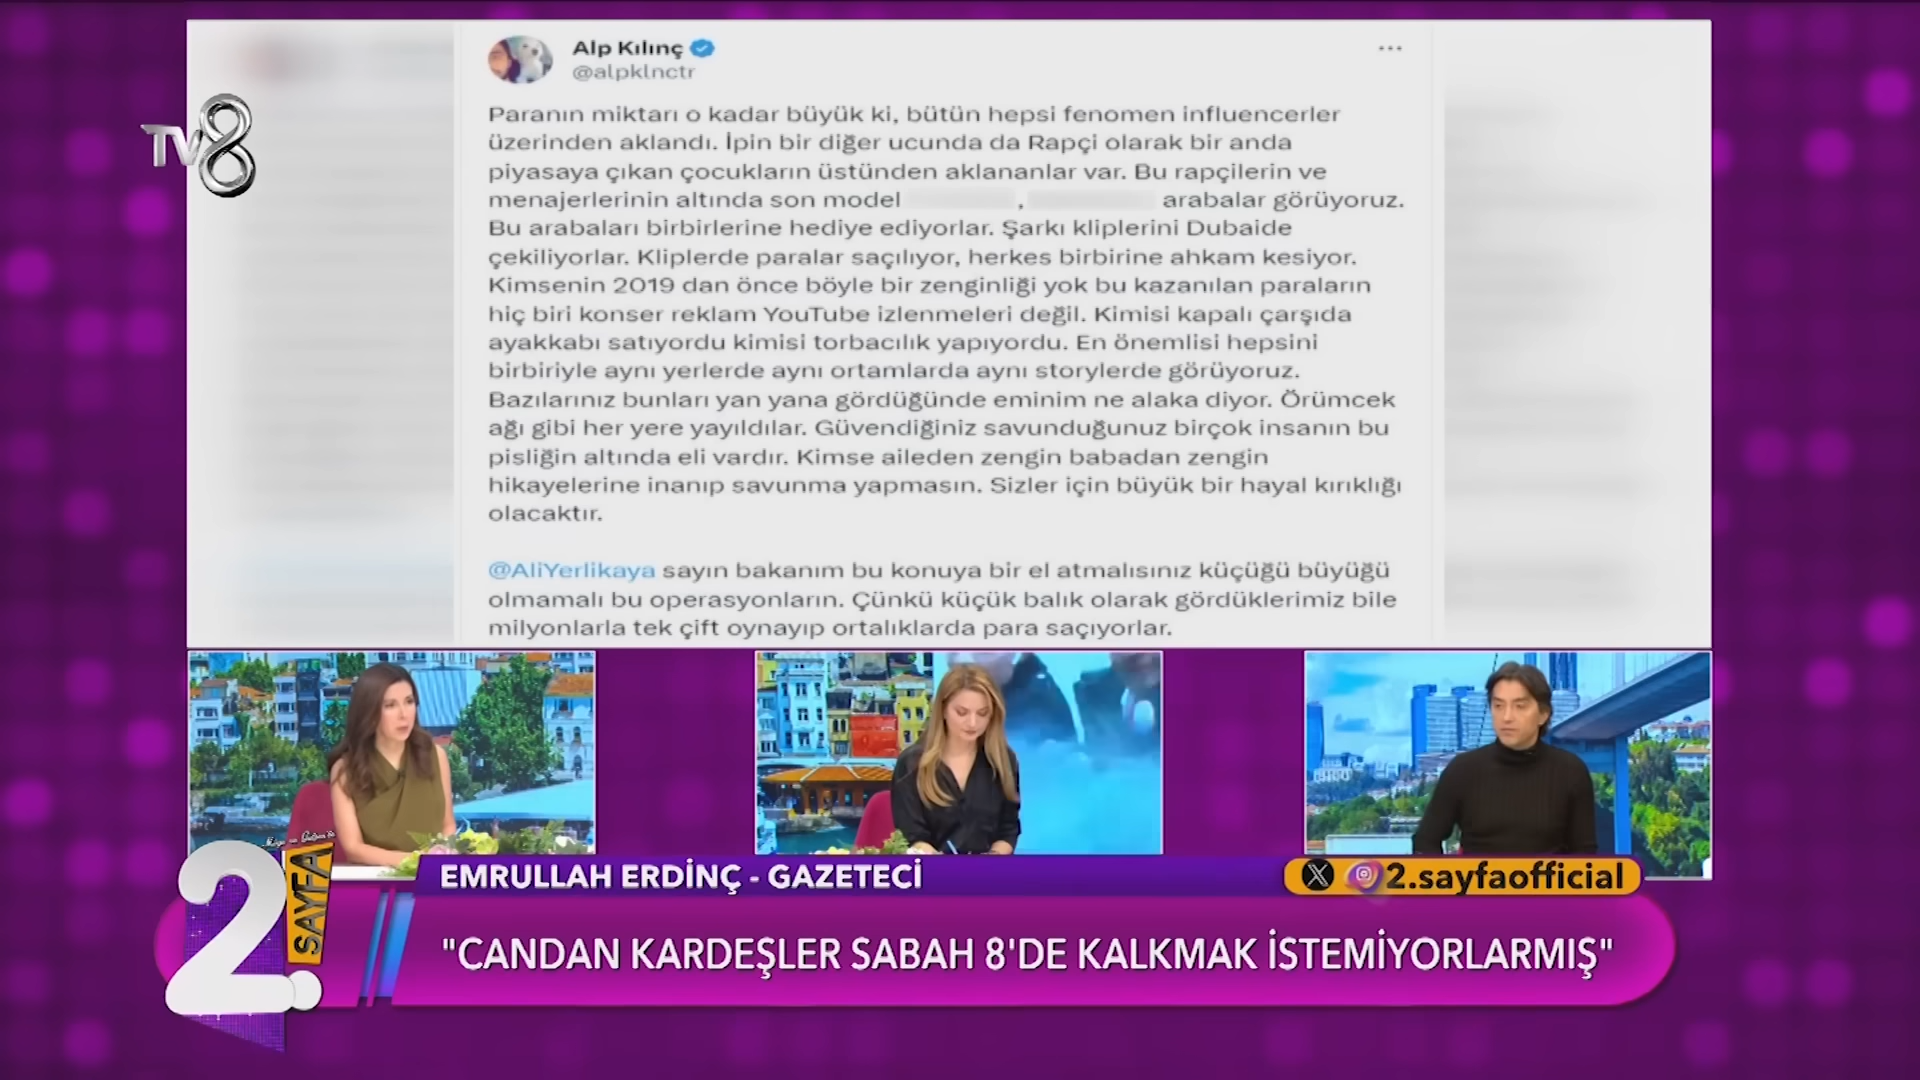 Alp Kılınç
@alpklnctr
Paranın miktarı o kadar büyük ki, bütün hepsi fenomen influencerler
üzerinden aklandı. İpin bir diğer ucunda da Rapçi olarak bir anda
piyasaya çıkan çocukların üstünden aklananlar var. Bu rapçilerin ve
menajerlerinin altında son model , arabalar görüyoruz.
Bu arabaları birbirlerine hediye ediyorlar. Şarkı kliplerini Dubaide
çekiliyorlar. Kliplerde paralar saçılıyor, herkes birbirine ahkam kesiyor.
Kimsenin 2019 dan önce böyle bir zenginliği yok bu kazanılan paraların
hiç biri konser reklam YouTube izlenmeleri değil. Kimisi kapalı çarşıda
ayakkabı satıyordu kimisi torbacılık yapıyordu. En önemlisi hepsini
birbiriyle aynı yerlerde aynı ortamlarda aynı storylerde görüyoruz.
Bazılarınız bunları yan yana gördüğünde eminim ne alaka diyor. Örümcek
ağı gibi her yere yayıldılar. Güvendiğiniz savunduğunuz birçok insanın bu
pisliğin altında eli vardır. Kimse aileden zengin babadan zengin
hikayelerine inanıp savunma yapmasın. Sizler için büyük bir hayal kırıklığı
olacaktır.
@AliYerlikaya sayın bakanım bu konuya bir el atmalısınız küçüğü büyüğü
olmamalı bu operasyonların. Çünkü küçük balık olarak gördüklerimiz bile
milyonlarla tek çift oynayıp ortalıklarda para saçıyorlar.
TV8
2. SAYFA
EMRULLAH ERDİNÇ - GAZETECİ
2.sayfaofficial
"CANDAN KARDEŞLER SABAH 8'DE KALKMAK İSTEMİYORLARMIŞ"